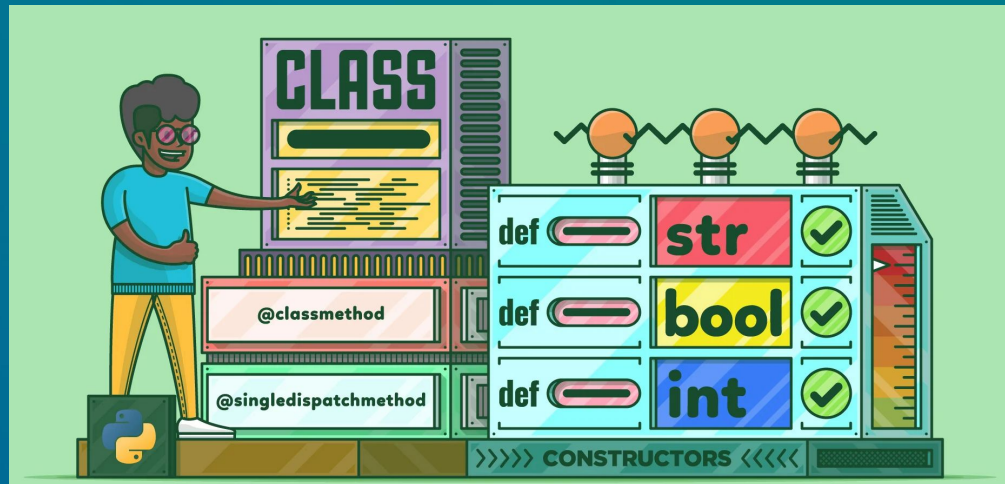 CLASS
@classmethod
@singledispatchmethod
def str
def bool
def int
>>>>> CONSTRUCTORS <<<<<